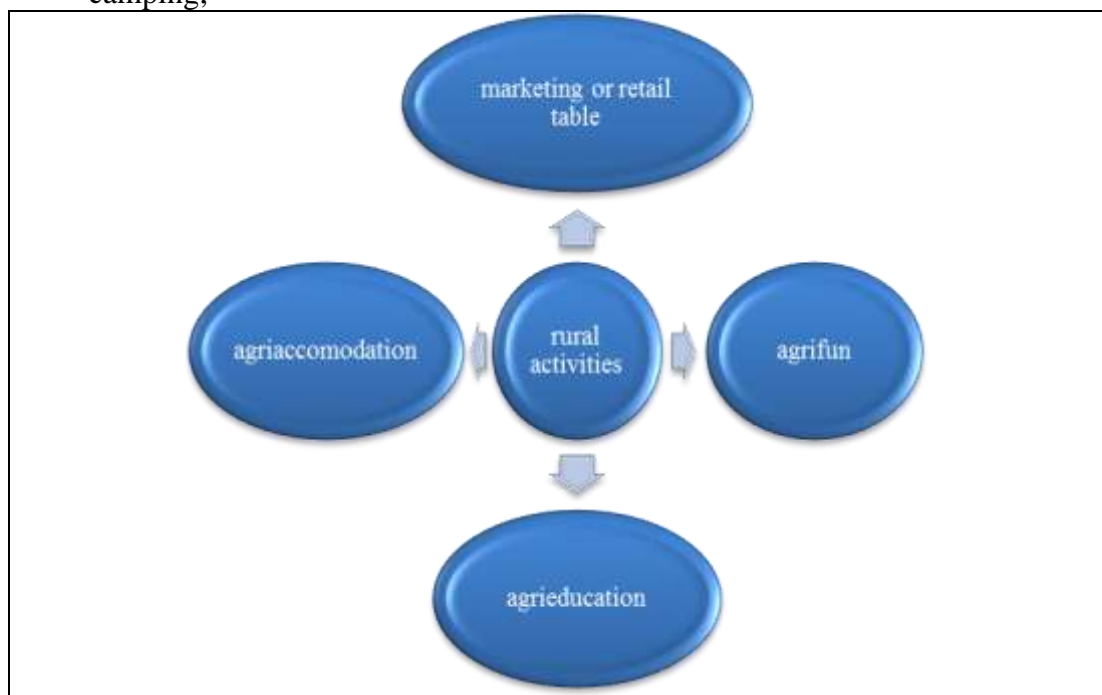 camping;
marketing or retail
table
agriaccomodation
rural
activities
agrifun
agrieducation